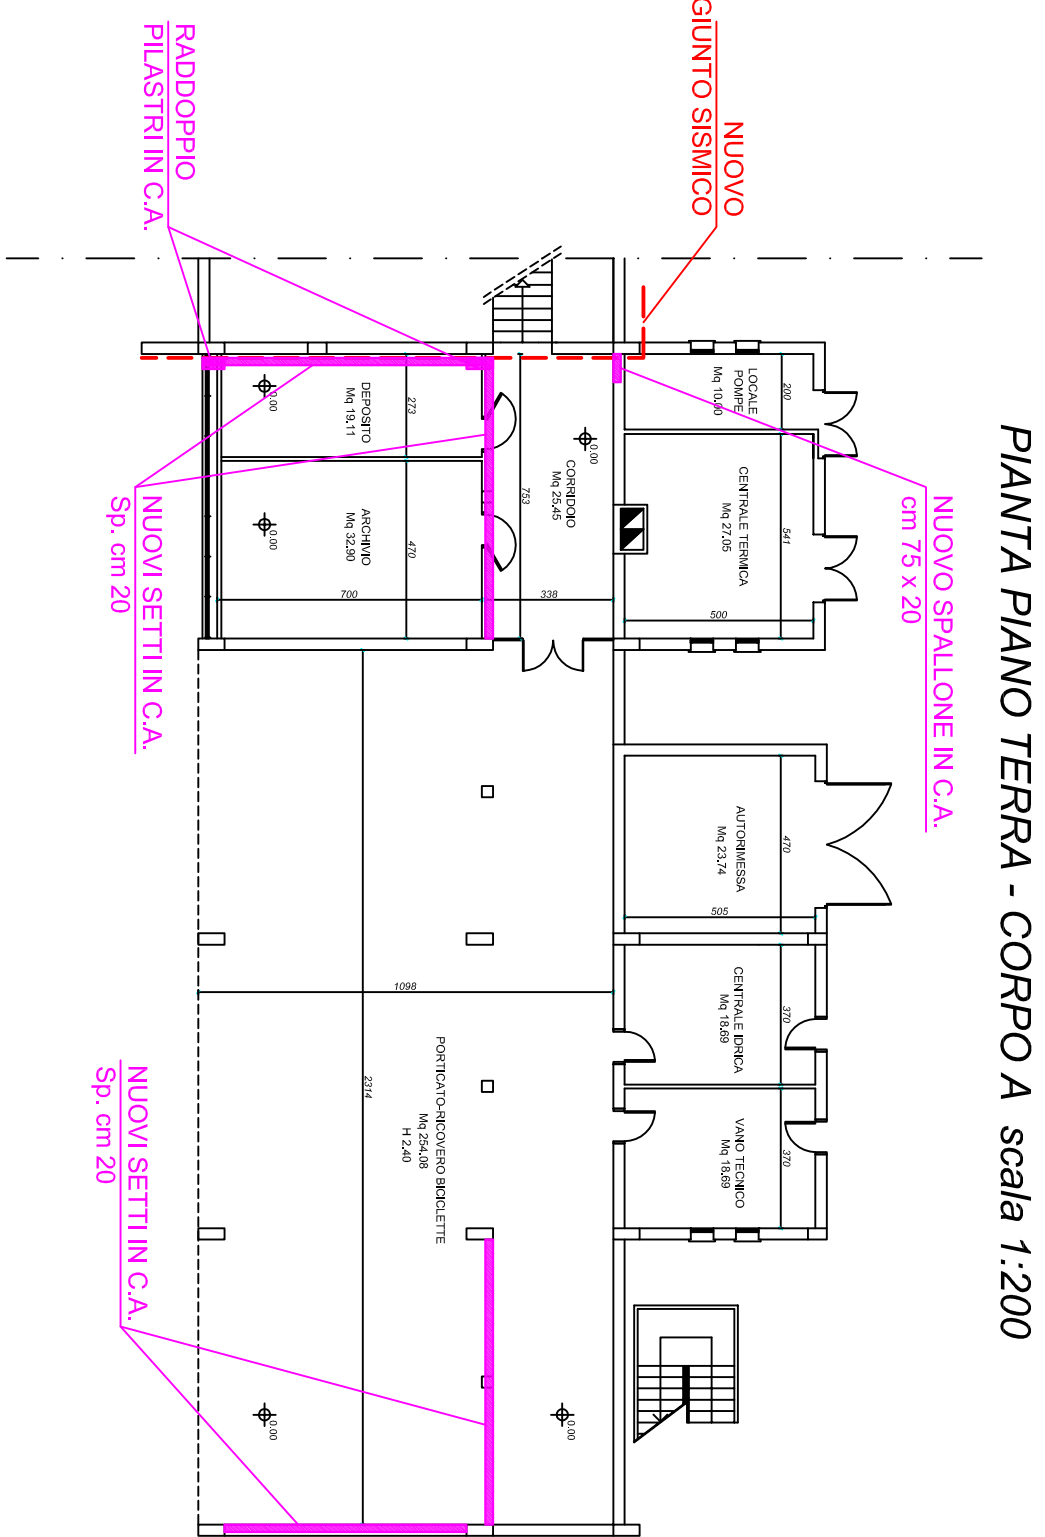 PIANTA PIANO TERRA - CORPO A scala 1:200
NUOVO
GIUNTO SISMICO
NUOVO SPALLONE IN C.A.
cm 75 x 20
RADDOPPIO
PILASTRI IN C.A.
NUOVI SETTI IN C.A.
Sp. cm 20
NUOVI SETTI IN C.A.
Sp. cm 20
LOCALE
POMPE
Mq 10.00
200
CENTRALE TERMICA
Mq 27.05
541
500
AUTORIMESSA
Mq 23.74
470
505
CENTRALE IDRICA
Mq 18.69
370
VANO TECNICO
Mq 18.69
370
CORRIDOIO
Mq 25.45
0.00
753
338
DEPOSITO
Mq 19.11
273
0.00
ARCHIVIO
Mq 32.90
470
0.00
700
1098
2314
PORTICATO-RICOVERO BICICLETTE
Mq 254.08
H 2.40
0.00
0.00